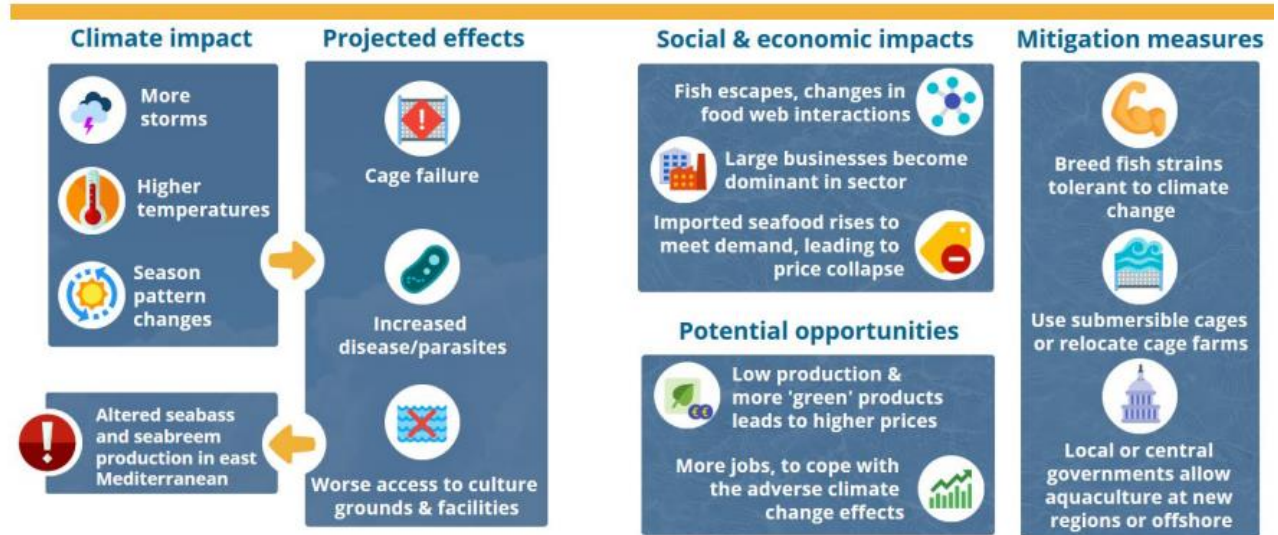 Climate impact
More
storms
Higher
temperatures
Season
pattern
changes
Projected effects
Cage failure
Increased
disease/parasites
Worse access to culture
grounds & facilities
Altered seabass
and seabreem
production in east
Mediterranean
Social & economic impacts
Fish escapes, changes in
food web interactions
Large businesses become
dominant in sector
Imported seafood rises to
meet demand, leading to
price collapse
Potential opportunities
Low production &
more 'green' products
leads to higher prices
More jobs, to cope with
the adverse climate
change effects
Mitigation measures
Breed fish strains
tolerant to climate
change
Use submersible cages
or relocate cage farms
Local or central
governments allow
aquaculture at new
regions or offshore